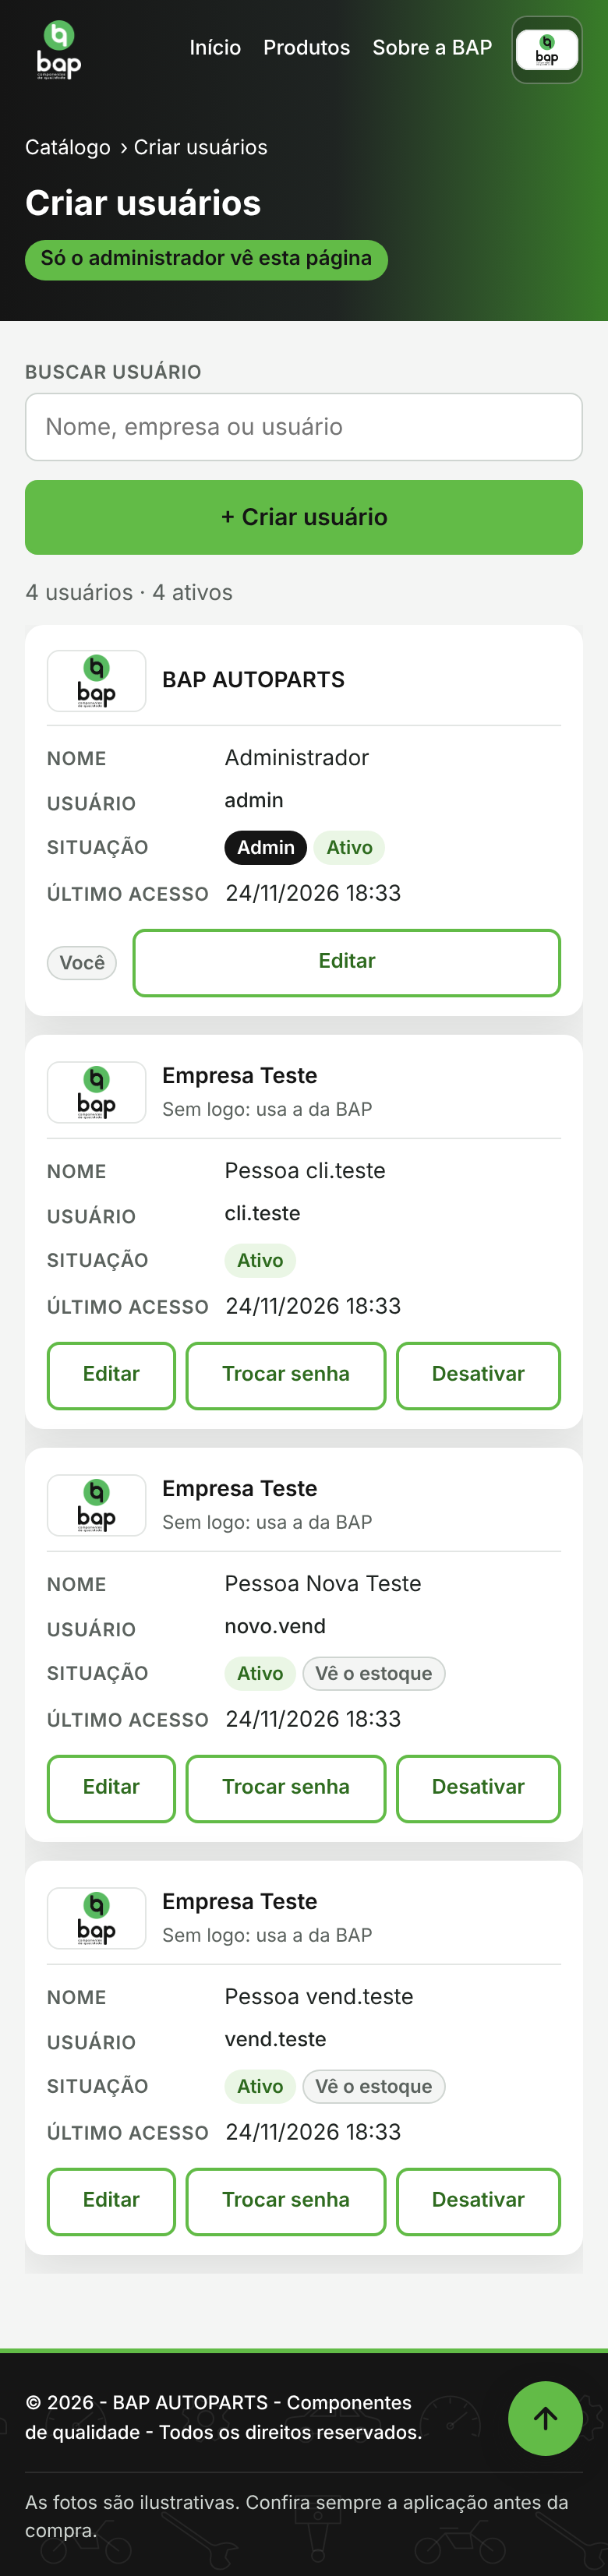 bap
componentes
de qualidade
Início Produtos Sobre a BAP
bap
Catálogo › Criar usuários
Criar usuários
Só o administrador vê esta página
BUSCAR USUÁRIO
Nome, empresa ou usuário
+ Criar usuário
4 usuários · 4 ativos
bap
BAP AUTOPARTS
NOME Administrador
USUÁRIO admin
SITUAÇÃO Admin Ativo
ÚLTIMO ACESSO 24/11/2026 18:33
Você Editar
bap
Empresa Teste
Sem logo: usa a da BAP
NOME Pessoa cli.teste
USUÁRIO cli.teste
SITUAÇÃO Ativo
ÚLTIMO ACESSO 24/11/2026 18:33
Editar Trocar senha Desativar
bap
Empresa Teste
Sem logo: usa a da BAP
NOME Pessoa Nova Teste
USUÁRIO novo.vend
SITUAÇÃO Ativo Vê o estoque
ÚLTIMO ACESSO 24/11/2026 18:33
Editar Trocar senha Desativar
bap
Empresa Teste
Sem logo: usa a da BAP
NOME Pessoa vend.teste
USUÁRIO vend.teste
SITUAÇÃO Ativo Vê o estoque
ÚLTIMO ACESSO 24/11/2026 18:33
Editar Trocar senha Desativar
© 2026 - BAP AUTOPARTS - Componentes
de qualidade - Todos os direitos reservados.
As fotos são ilustrativas. Confira sempre a aplicação antes da
compra.